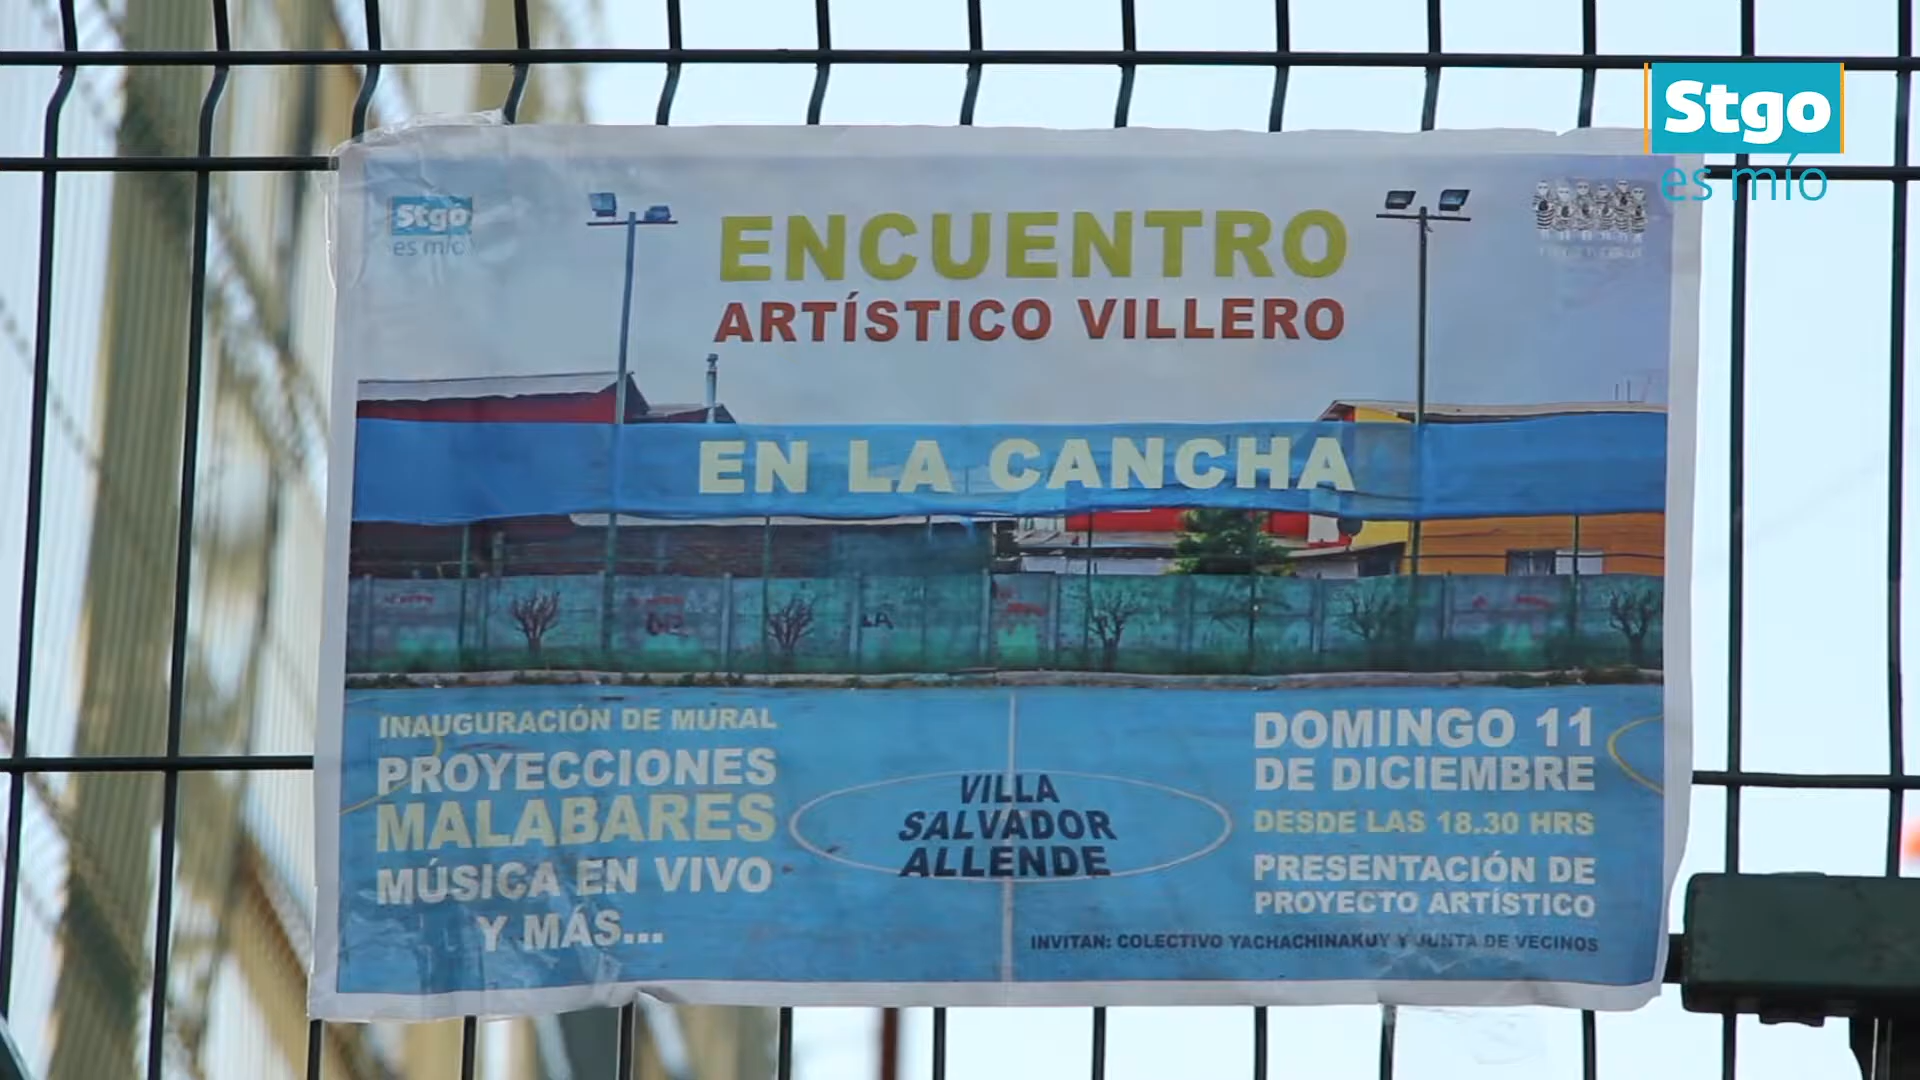 Stgo
es mío
Stgo
es mío
ENCUENTRO
ARTÍSTICO VILLERO
EN LA CANCHA
LA
INAUGURACIÓN DE MURAL
PROYECCIONES
MALABARES
MÚSICA EN VIVO
Y MÁS...
VILLA
SALVADOR
ALLENDE
DOMINGO 11
DE DICIEMBRE
DESDE LAS 18.30 HRS
PRESENTACIÓN DE
PROYECTO ARTÍSTICO
INVITAN: COLECTIVO YACHACHINAKUY Y JUNTA DE VECINOS